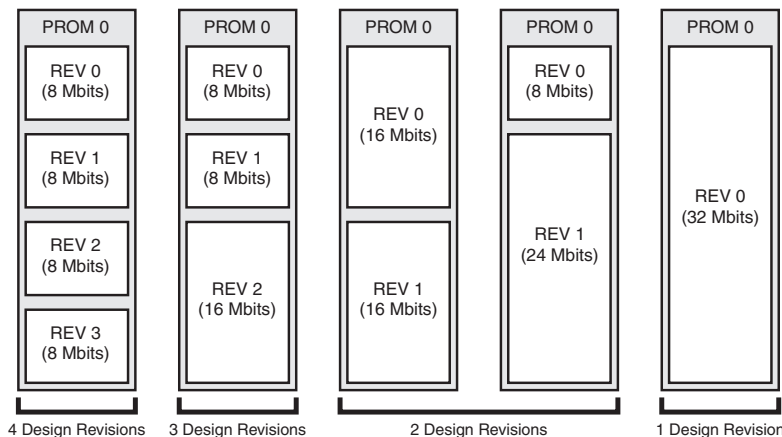 PROM 0
REV 0
(8 Mbits)
REV 1
(8 Mbits)
REV 2
(8 Mbits)
REV 3
(8 Mbits)
4 Design Revisions
PROM 0
REV 0
(8 Mbits)
REV 1
(8 Mbits)
REV 2
(16 Mbits)
3 Design Revisions
PROM 0
REV 0
(16 Mbits)
REV 1
(16 Mbits)
PROM 0
REV 0
(8 Mbits)
REV 1
(24 Mbits)
2 Design Revisions
PROM 0
REV 0
(32 Mbits)
1 Design Revision